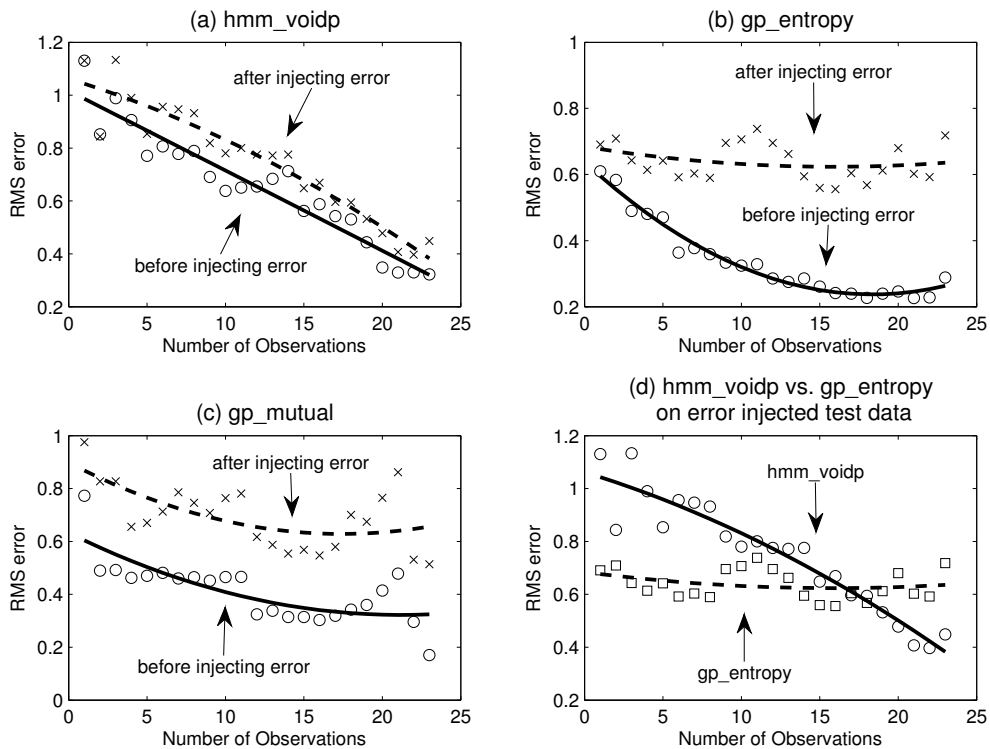 (a) hmm_voidp
1.2
1
0.8
0.6
0.4
0.2
RMS error
after injecting error
before injecting error
0 5 10 15 20 25
Number of Observations
(b) gp_entropy
1
0.8
0.6
0.4
0.2
RMS error
after injecting error
before injecting error
0 5 10 15 20 25
Number of Observations
(c) gp_mutual
1
0.8
0.6
0.4
0.2
0
RMS error
after injecting error
before injecting error
0 5 10 15 20 25
Number of Observations
(d) hmm_voidp vs. gp_entropy
on error injected test data
1.2
1
0.8
0.6
0.4
0.2
RMS error
hmm_voidp
gp_entropy
0 5 10 15 20 25
Number of Observations